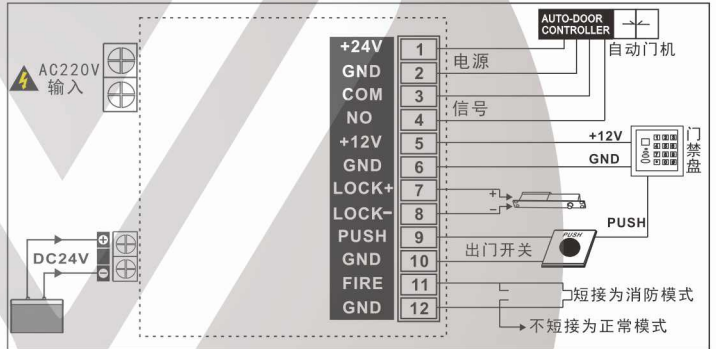 AUTO-DOOR
CONTROLLER
自动门机
AC220V
输入
+24V 1
电源
GND 2
COM 3
信号
NO 4
+12V 5
+12V
门禁盘
GND 6
GND
LOCK+ 7
+
LOCK- 8
-
PUSH
PUSH 9
出门开关
PUSH
GND 10
DC24V
+
-
FIRE 11
短接为消防模式
GND 12
不短接为正常模式